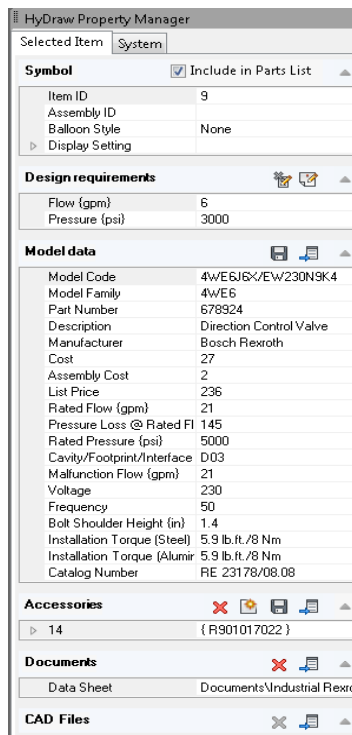 HyDraw Property Manager
Selected Item System
Symbol Include in Parts List
Item ID 9
Assembly ID
Balloon Style None
Display Setting
Design requirements
Flow {gpm} 6
Pressure {psi} 3000
Model data
Model Code 4WE6J6X/EW230N9K4
Model Family 4WE6
Part Number 678924
Description Direction Control Valve
Manufacturer Bosch Rexroth
Cost 27
Assembly Cost 2
List Price 236
Rated Flow {gpm} 21
Pressure Loss @ Rated Fl 145
Rated Pressure {psi} 5000
Cavity/Footprint/Interface D03
Malfunction Flow {gpm} 21
Voltage 230
Frequency 50
Bolt Shoulder Height {in} 1.4
Installation Torque (Steel) 5.9 lb.ft./8 Nm
Installation Torque (Alumir 5.9 lb.ft./8 Nm
Catalog Number RE 23178/08.08
Accessories
14 { R901017022 }
Documents
Data Sheet Documents\Industrial Rexro
CAD Files